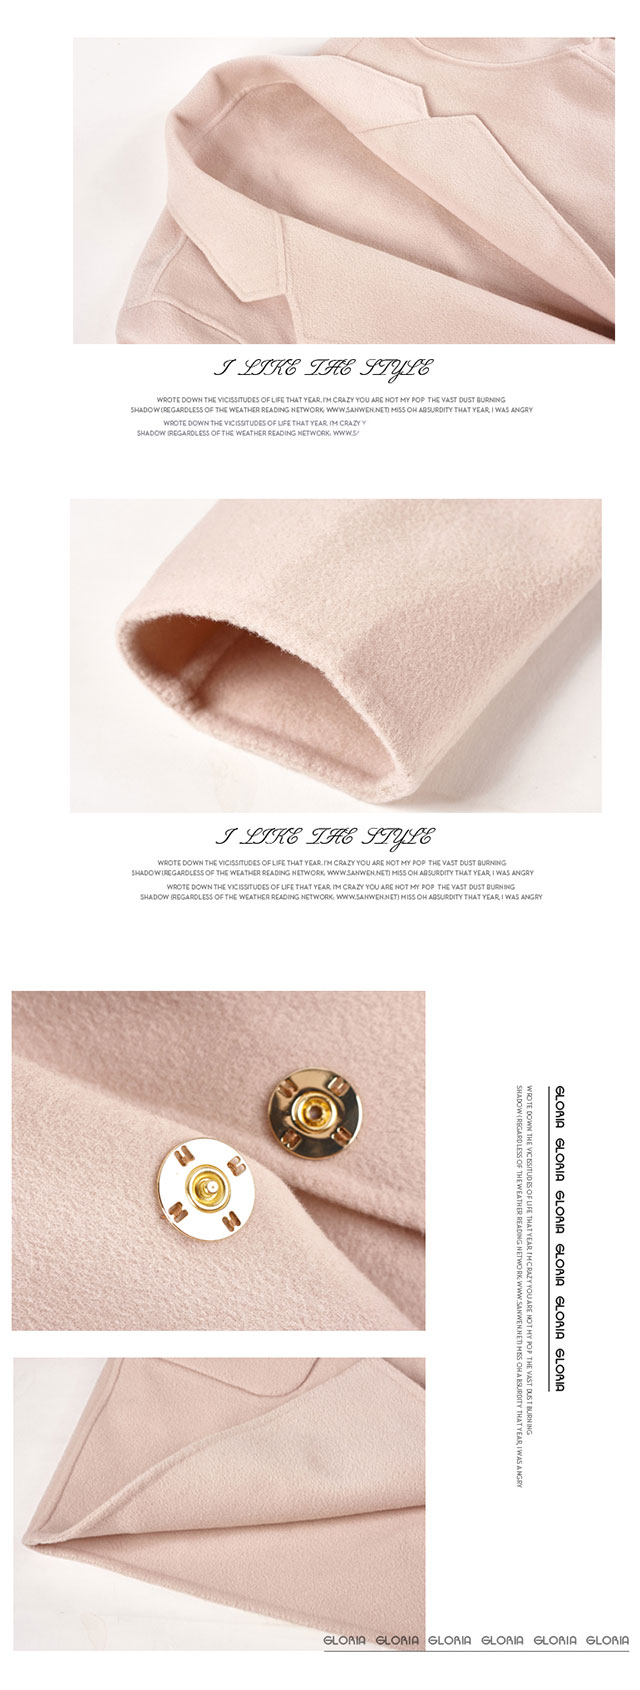 I LIKE THE STYLE
WROTE DOWN THE VICISSITUDES OF LIFE THAT YEAR, I'M CRAZY YOU ARE NOT MY POP THE VAST DUST BURNING
SHADOW (REGARDLESS OF THE WEATHER READING NETWORK: WWW.SANWEN.NET) MISS OH ABSURDITY THAT YEAR, I WAS ANGRY
WROTE DOWN THE VICISSITUDES OF LIFE THAT YEAR, I'M CRAZY Y
SHADOW (REGARDLESS OF THE WEATHER READING NETWORK: WWW.S
I LIKE THE STYLE
WROTE DOWN THE VICISSITUDES OF LIFE THAT YEAR, I'M CRAZY YOU ARE NOT MY POP THE VAST DUST BURNING
SHADOW (REGARDLESS OF THE WEATHER READING NETWORK: WWW.SANWEN.NET) MISS OH ABSURDITY THAT YEAR, I WAS ANGRY
WROTE DOWN THE VICISSITUDES OF LIFE THAT YEAR, I'M CRAZY YOU ARE NOT MY POP THE VAST DUST BURNING
SHADOW (REGARDLESS OF THE WEATHER READING NETWORK: WWW.SANWEN.NET) MISS OH ABSURDITY THAT YEAR, I WAS ANGRY
GLORIA GLORIA GLORIA GLORIA GLORIA GLORIA
WROTE DOWN THE VICISSITUDES OF LIFE THAT YEAR, I'M CRAZY YOU ARE NOT MY POP THE VAST DUST BURNING
SHADOW (REGARDLESS OF THE WEATHER READING NETWORK: WWW.SANWEN.NET) MISS OH ABSURDITY THAT YEAR, I WAS ANGRY
GLORIA GLORIA GLORIA GLORIA GLORIA GLORIA